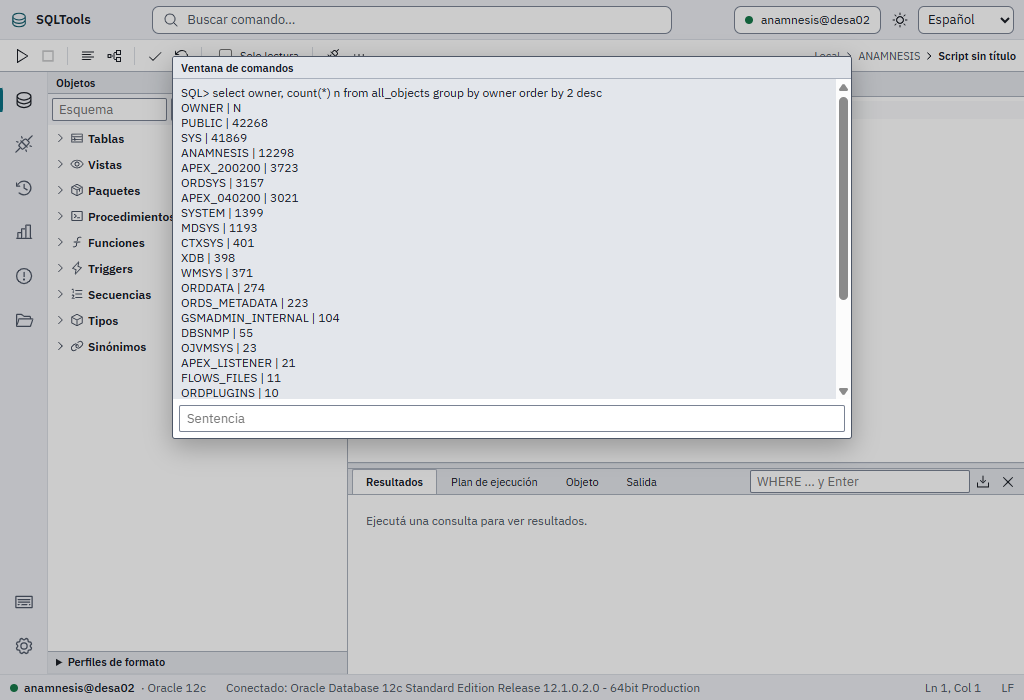 SQLTools
Buscar comando...
anamnesis@desa02
Español
Solo lectura
Local > ANAMNESIS > Script sin título
Ventana de comandos
SQL> select owner, count(*) n from all_objects group by owner order by 2 desc
OWNER | N
PUBLIC | 42268
SYS | 41869
ANAMNESIS | 12298
APEX_200200 | 3723
ORDSYS | 3157
APEX_040200 | 3021
SYSTEM | 1399
MDSYS | 1193
CTXSYS | 401
XDB | 398
WMSYS | 371
ORDDATA | 274
ORDS_METADATA | 223
GSMADMIN_INTERNAL | 104
DBSNMP | 55
OJVMSYS | 23
APEX_LISTENER | 21
FLOWS_FILES | 11
ORDPLUGINS | 10
Sentencia
Objetos
Esquema
Tablas
Vistas
Paquetes
Procedimientos
Funciones
Triggers
Secuencias
Tipos
Sinónimos
Perfiles de formato
Resultados
Plan de ejecución
Objeto
Salida
WHERE ... y Enter
Ejecutá una consulta para ver resultados.
anamnesis@desa02 · Oracle 12c
Conectado: Oracle Database 12c Standard Edition Release 12.1.0.2.0 - 64bit Production
Ln 1, Col 1
LF